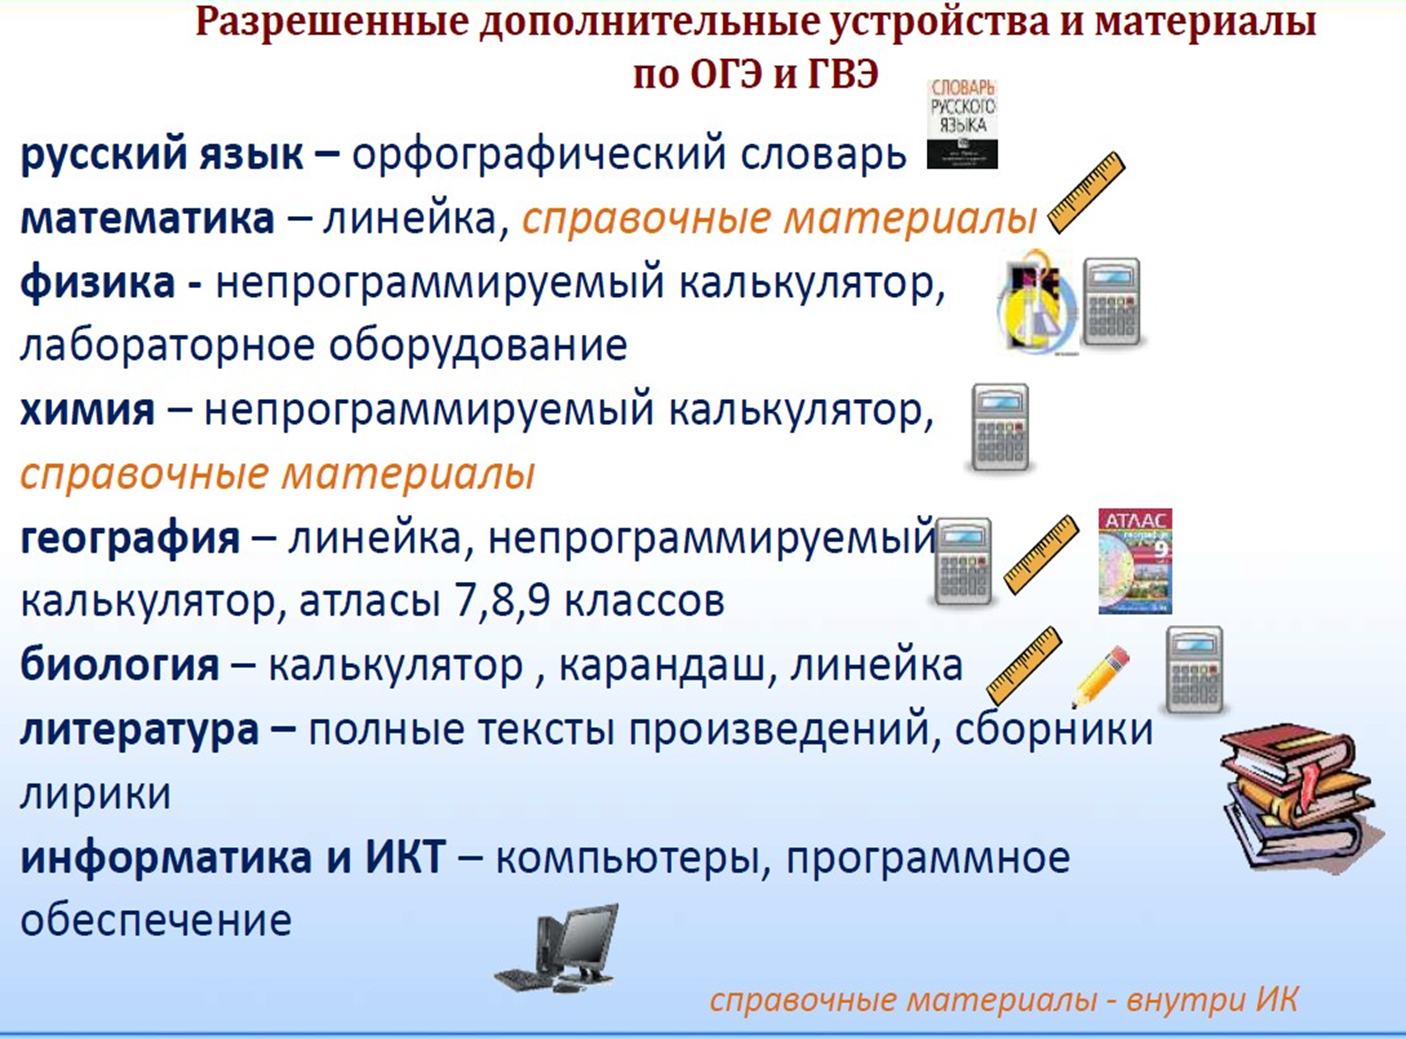 Разрешенные дополнительные устройства и материалы
по ОГЭ и ГВЭ
СЛОВАРЬ
РУССКОГО
ЯЗЫКА
русский язык – орфографический словарь
математика – линейка, справочные материалы
физика - непрограммируемый калькулятор,
лабораторное оборудование
химия – непрограммируемый калькулятор,
справочные материалы
география – линейка, непрограммируемый
калькулятор, атласы 7,8,9 классов
АТЛАС
9
биология – калькулятор , карандаш, линейка
литература – полные тексты произведений, сборники
лирики
информатика и ИКТ – компьютеры, программное
обеспечение
справочные материалы - внутри ИК